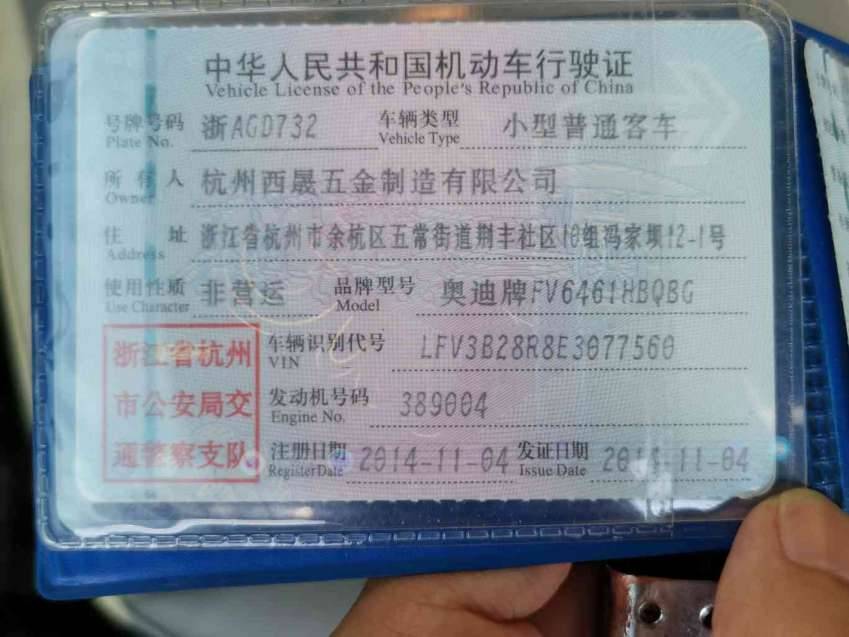 中华人民共和国机动车行驶证
Vehicle License of the People's Republic of China
号牌号码 浙AGD732 车辆类型 小型普通客车
Plate No. Vehicle Type
所有人 杭州西晟五金制造有限公司
Owner
住址 浙江省杭州市余杭区五常街道荆丰社区10组冯家坝12-1号
Address
使用性质 非营运 品牌型号 奥迪牌FV6461HBQBG
Use Character Model
浙江省杭州 车辆识别代号 LFV3B28R8E3077560
VIN
市公安局交 发动机号码 389004
Engine No.
通警察支队 注册日期 2014-11-04 发证日期 2014-11-04
Register Date Issue Date